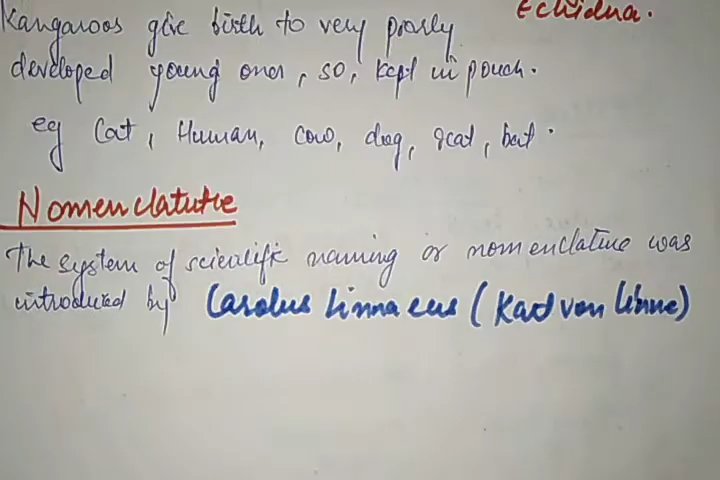 Echidna.
Kangaroos give birth to very poorly
developed young ones, so, kept in pouch.
eg Cat, Human, cow, dog, goat, bat.
Nomenclature
The system of scientific naming or nomenclature was
introduced by Carolus Linnaeus (Karl von Linne)